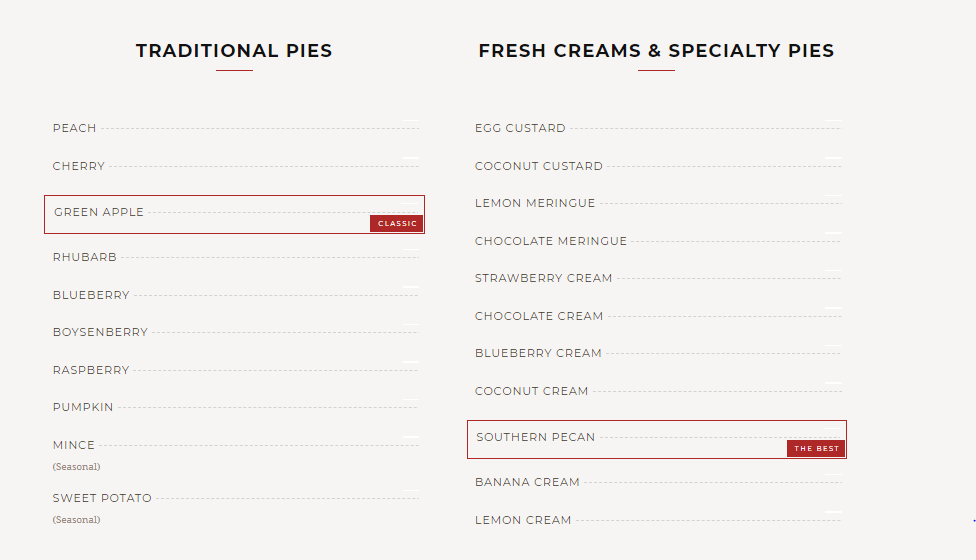 TRADITIONAL PIES
PEACH
CHERRY
GREEN APPLE
CLASSIC
RHUBARB
BLUEBERRY
BOYSENBERRY
RASPBERRY
PUMPKIN
MINCE
(Seasonal)
SWEET POTATO
(Seasonal)
FRESH CREAMS & SPECIALTY PIES
EGG CUSTARD
COCONUT CUSTARD
LEMON MERINGUE
CHOCOLATE MERINGUE
STRAWBERRY CREAM
CHOCOLATE CREAM
BLUEBERRY CREAM
COCONUT CREAM
SOUTHERN PECAN
THE BEST
BANANA CREAM
LEMON CREAM